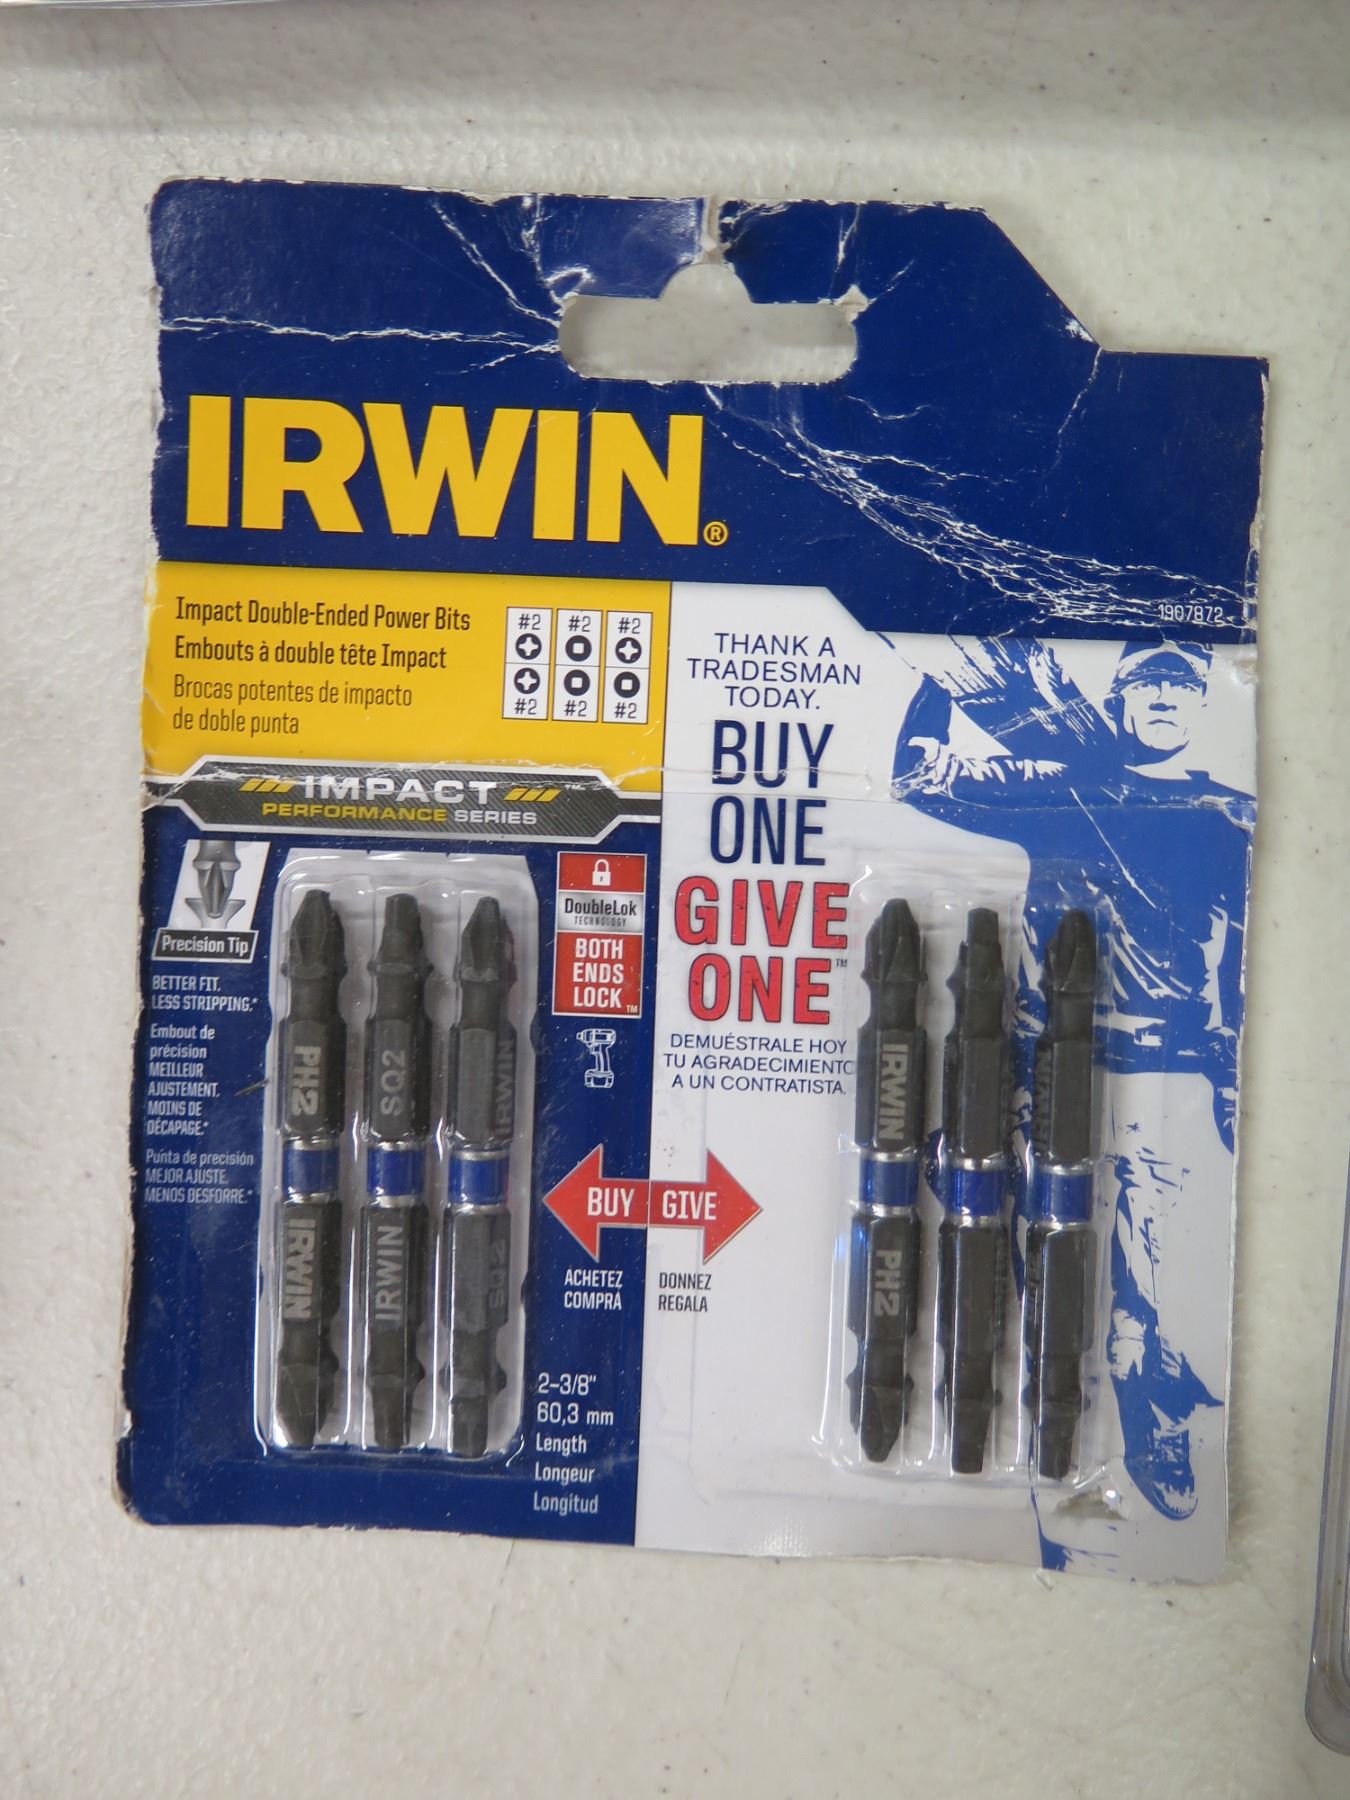 IRWIN®
Impact Double-Ended Power Bits
Embouts à double tête Impact
Brocas potentes de impacto
de doble punta
#2 #2 #2
#2 #2 #2
1907872
IMPACT™
PERFORMANCE SERIES
Precision Tip
BETTER FIT.
LESS STRIPPING.*
Embout de
précision
MEILLEUR
AJUSTEMENT.
MOINS DE
DÉCAPAGE.*
Punta de precisión
MEJOR AJUSTE.
MENOS DESFORRE.*
PH2
IRWIN
SQ2
IRWIN
IRWIN
SQ2
DoubleLok
TECHNOLOGY
BOTH
ENDS
LOCK™
THANK A
TRADESMAN
TODAY.
BUY
ONE
GIVE
ONE™
DEMUÉSTRALE HOY
TU AGRADECIMIENTO
A UN CONTRATISTA.
BUY GIVE
ACHETEZ
COMPRA
DONNEZ
REGALA
2-3/8"
60,3 mm
Length
Longeur
Longitud
IRWIN
PH2
IRWIN